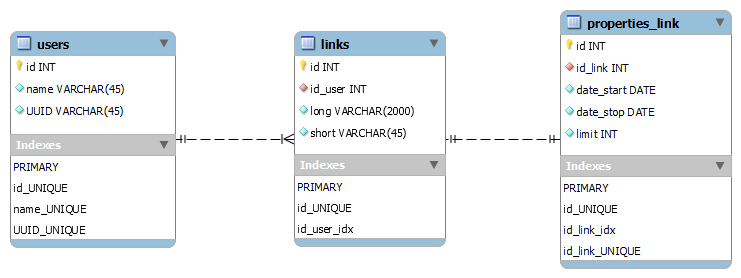 users
id INT
name VARCHAR(45)
UUID VARCHAR(45)
Indexes
PRIMARY
id_UNIQUE
name_UNIQUE
UUID_UNIQUE
links
id INT
id_user INT
long VARCHAR(2000)
short VARCHAR(45)
Indexes
PRIMARY
id_UNIQUE
id_user_idx
properties_link
id INT
id_link INT
date_start DATE
date_stop DATE
limit INT
Indexes
PRIMARY
id_UNIQUE
id_link_idx
id_link_UNIQUE